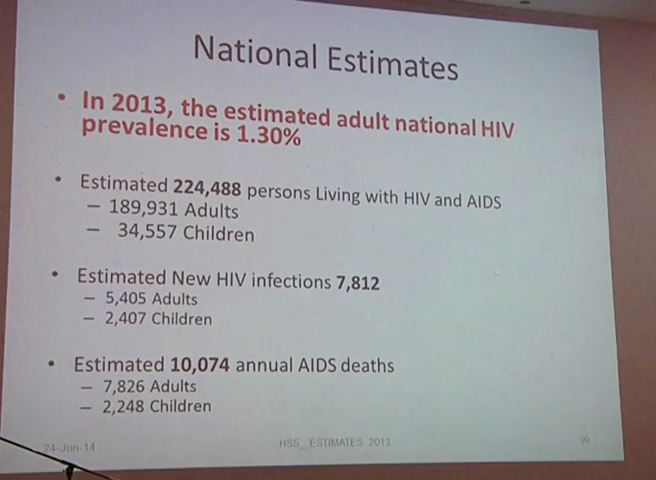 National Estimates
• In 2013, the estimated adult national HIV
prevalence is 1.30%
• Estimated 224,488 persons Living with HIV and AIDS
– 189,931 Adults
– 34,557 Children
• Estimated New HIV infections 7,812
– 5,405 Adults
– 2,407 Children
• Estimated 10,074 annual AIDS deaths
– 7,826 Adults
– 2,248 Children
24-Jun-14
HSS_ESTIMATES 2013